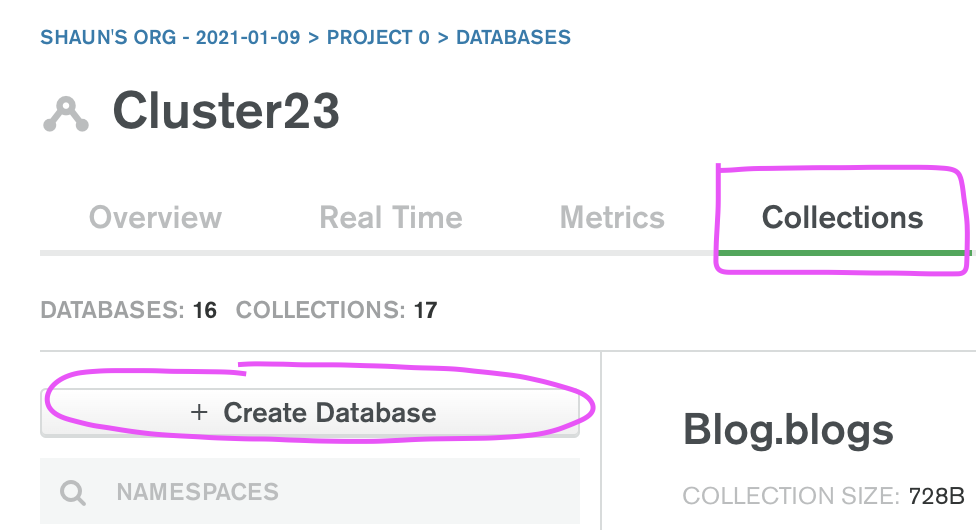 SHAUN'S ORG - 2021-01-09 > PROJECT 0 > DATABASES
Cluster23
Overview Real Time Metrics Collections
DATABASES: 16 COLLECTIONS: 17
+ Create Database
NAMESPACES
Blog.blogs
COLLECTION SIZE: 728B